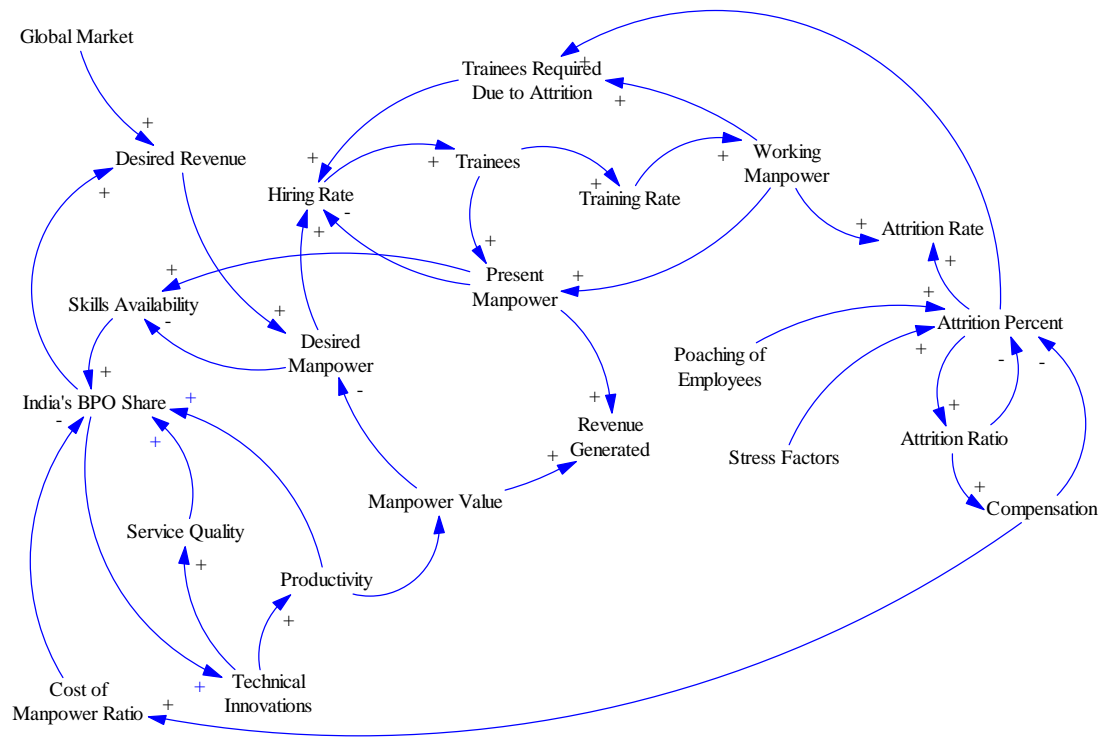 Global Market
Trainees Required
Due to Attrition
+
+
+
Desired Revenue
+
+
Hiring Rate
+
-
+
Trainees
+
Training Rate
+
Working
Manpower
+
Attrition Rate
+
+
Present
Manpower
+
+
Skills Availability
+
-
Desired
Manpower
+
-
Attrition Percent
+
+
-
-
Poaching of
Employees
Stress Factors
India's BPO Share
+
-
+
+
Revenue
Generated
+
+
Attrition Ratio
+
Manpower Value
Compensation
+
Service Quality
+
Productivity
+
Technical
Innovations
+
Cost of
Manpower Ratio
+